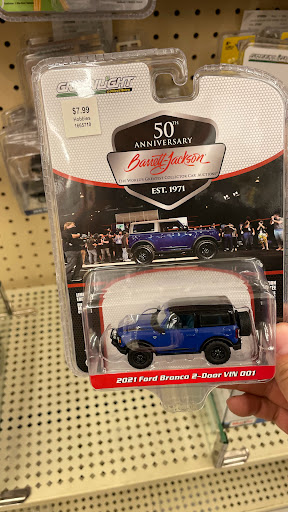 GREENLIGHT
$7.99
Hobbies
50TH
ANNIVERSARY
Barrett-Jackson
THE WORLD'S GREATEST COLLECTOR CAR AUCTIONS
EST. 1971
2021 Ford Bronco 2-Door VIN 001